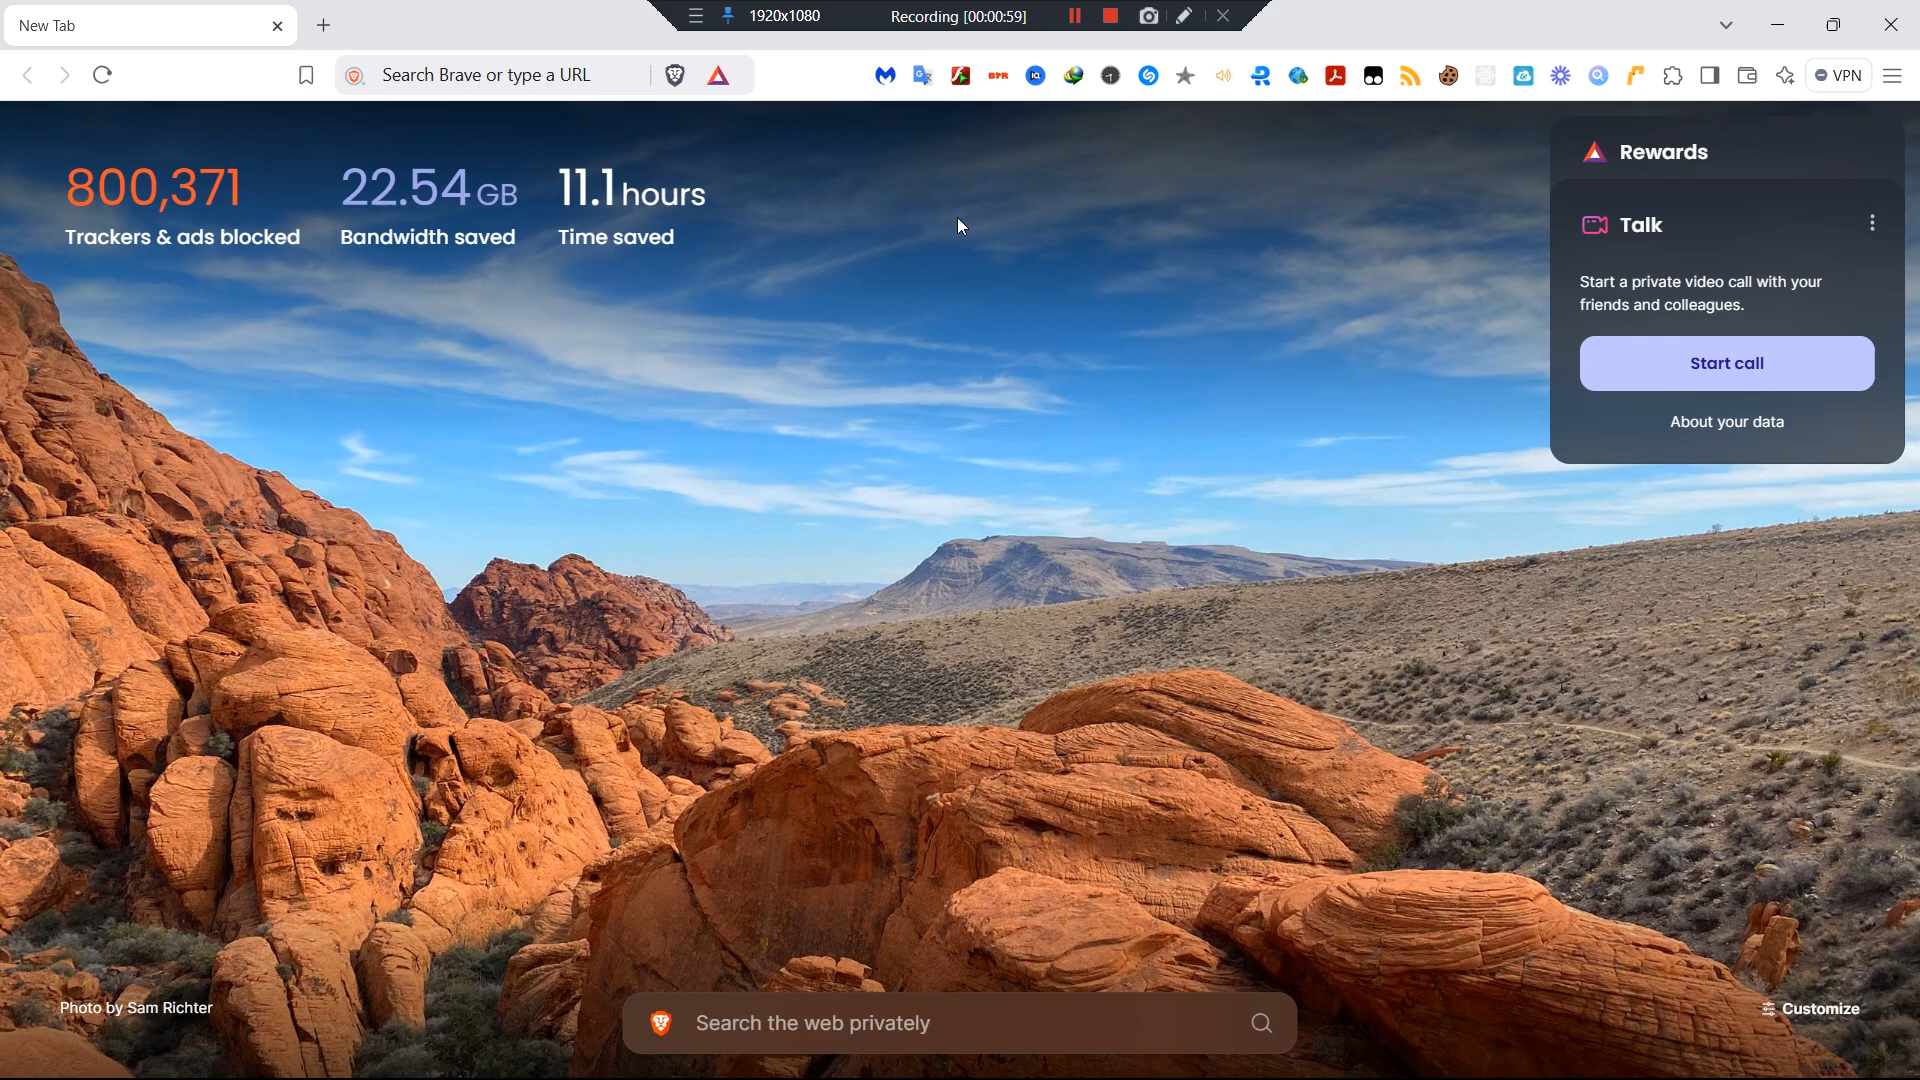 1920x1080
Recording [00:00:59]
New Tab
Search Brave or type a URL
VPN
800,371
Trackers & ads blocked
22.54 GB
Bandwidth saved
11.1 hours
Time saved
Rewards
Talk
Start a private video call with your
friends and colleagues.
Start call
About your data
Photo by Sam Richter
Search the web privately
Customize